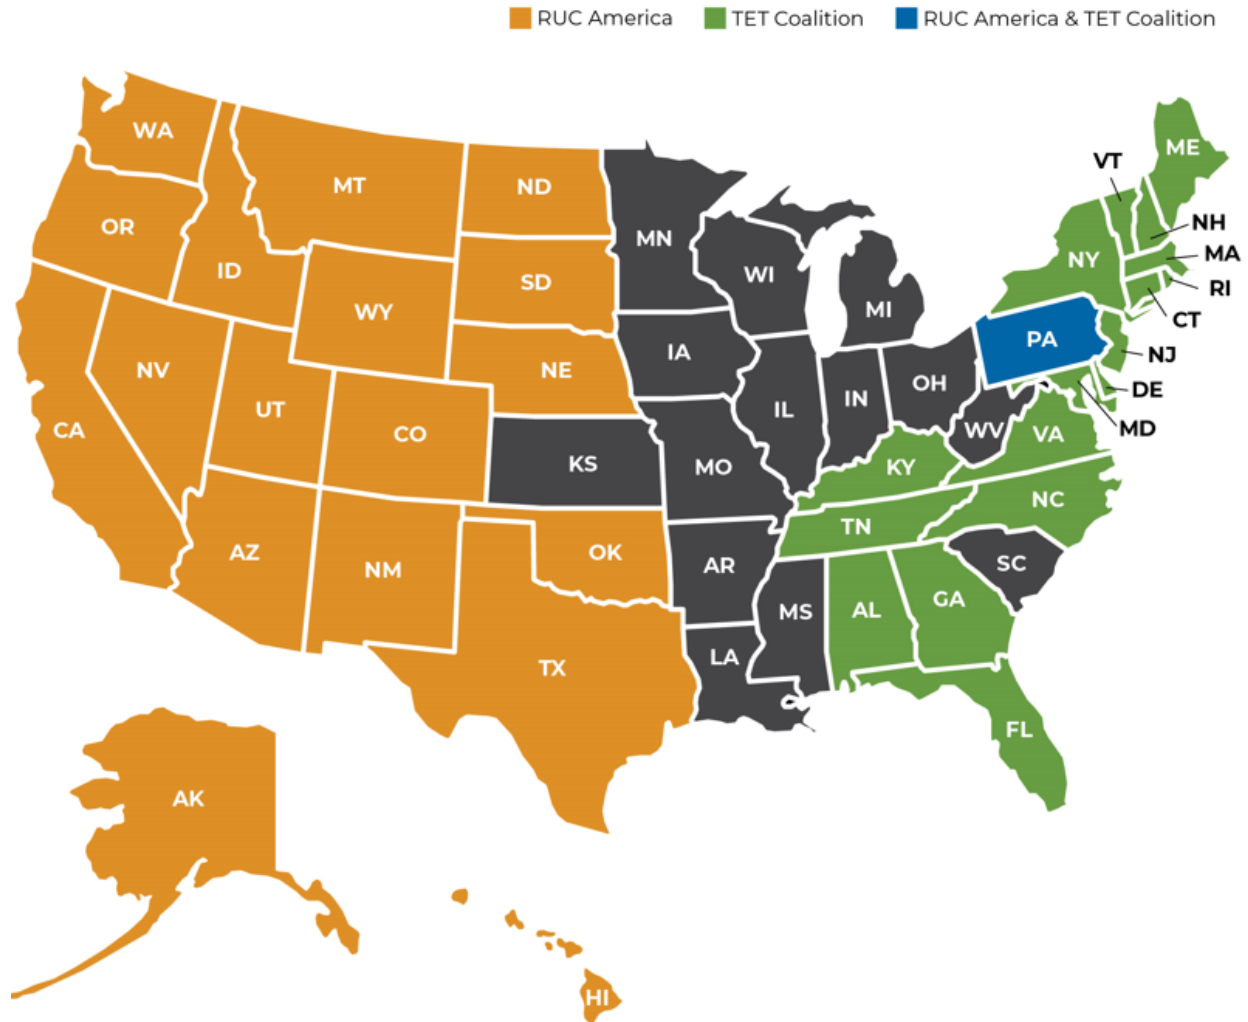 RUC America
TET Coalition
RUC America & TET Coalition
WA
MT
ND
MN
OR
ID
SD
WI
MI
WY
NV
UT
CA
CO
NE
IA
IL
IN
OH
KS
MO
KY
WV
VA
AZ
NM
OK
AR
TN
NC
TX
LA
MS
AL
GA
SC
FL
VT
ME
NH
NY
MA
RI
CT
PA
NJ
DE
MD
AK
HI